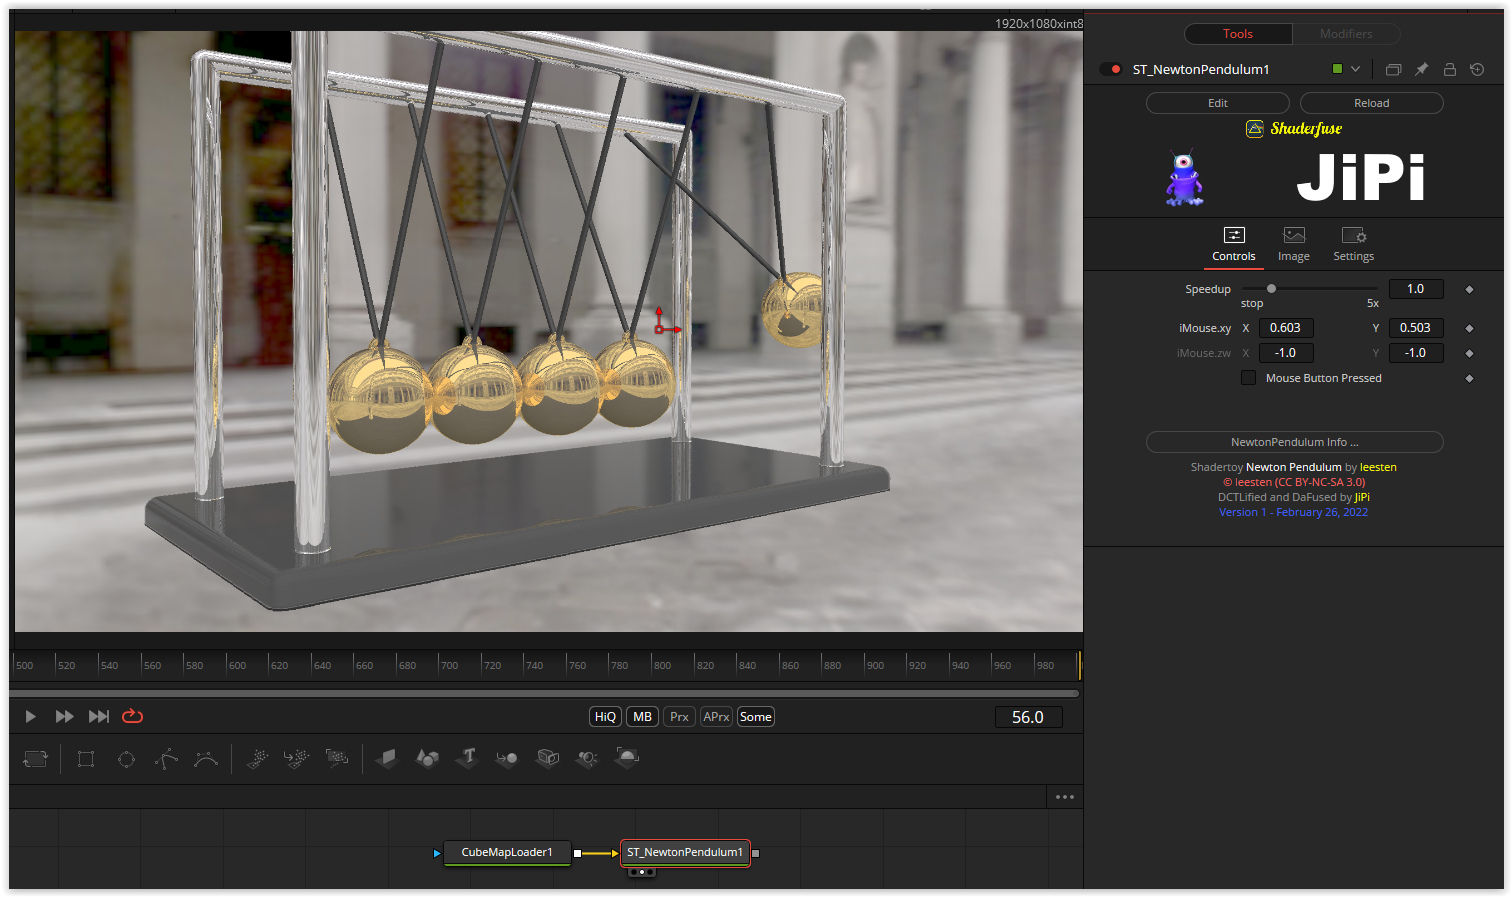 1920x1080xint8
Tools Modifiers
ST_NewtonPendulum1
Edit Reload
Shaderfuse
JiPi
Controls Image Settings
Speedup 1.0
stop 5x
iMouse.xy X 0.603 Y 0.503
iMouse.zw X -1.0 Y -1.0
Mouse Button Pressed
NewtonPendulum Info ...
Shadertoy Newton Pendulum by leesten
© leesten (CC BY-NC-SA 3.0)
DCTLified and DaFused by JiPi
Version 1 - February 26, 2022
500 520 540 560 580 600 620 640 660 680 700 720 740 760 780 800 820 840 860 880 900 920 940 960 980
HiQ MB Prx APrx Some 56.0
T
CubeMapLoader1 ST_NewtonPendulum1